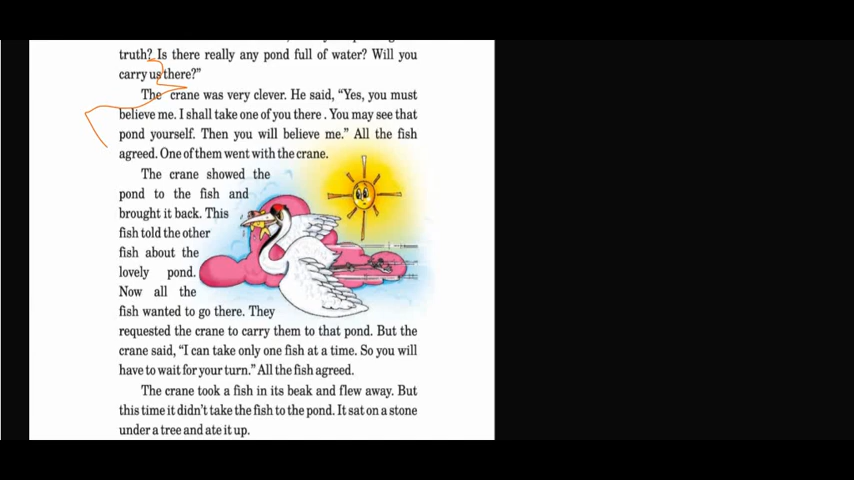 truth? Is there really any pond full of water? Will you
carry us there?"
The crane was very clever. He said, "Yes, you must
believe me. I shall take one of you there . You may see that
pond yourself. Then you will believe me." All the fish
agreed. One of them went with the crane.
The crane showed the
pond to the fish and
brought it back. This
fish told the other
fish about the
lovely pond.
Now all the
fish wanted to go there. They
requested the crane to carry them to that pond. But the
crane said, "I can take only one fish at a time. So you will
have to wait for your turn." All the fish agreed.
The crane took a fish in its beak and flew away. But
this time it didn't take the fish to the pond. It sat on a stone
under a tree and ate it up.